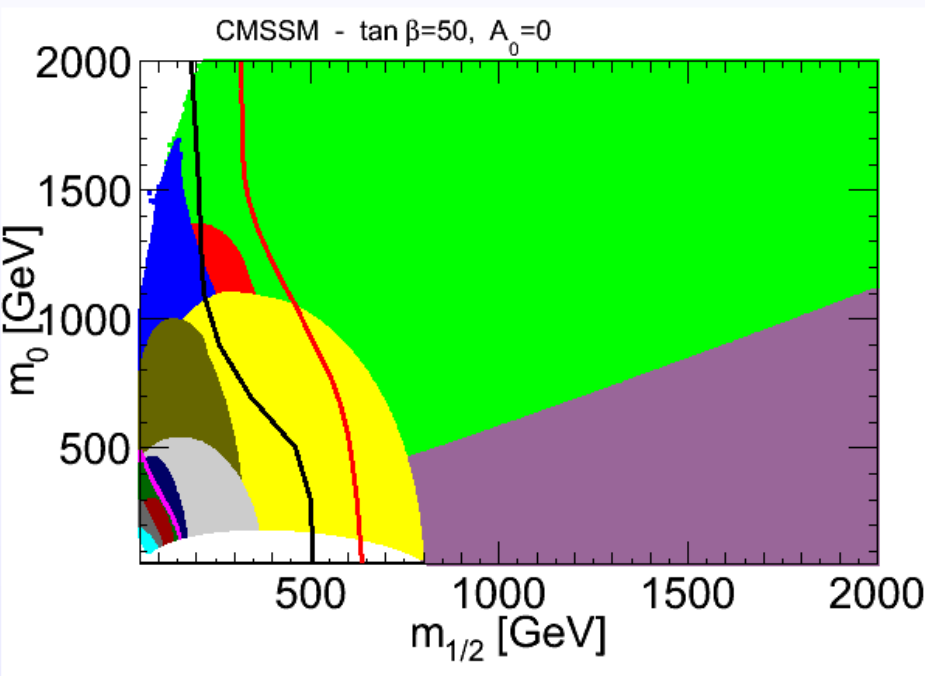 CMSSM - tan β=50, A₀=0
2000
1500
1000
500
m₀ [GeV]
500 1000 1500 2000
m₁/₂ [GeV]